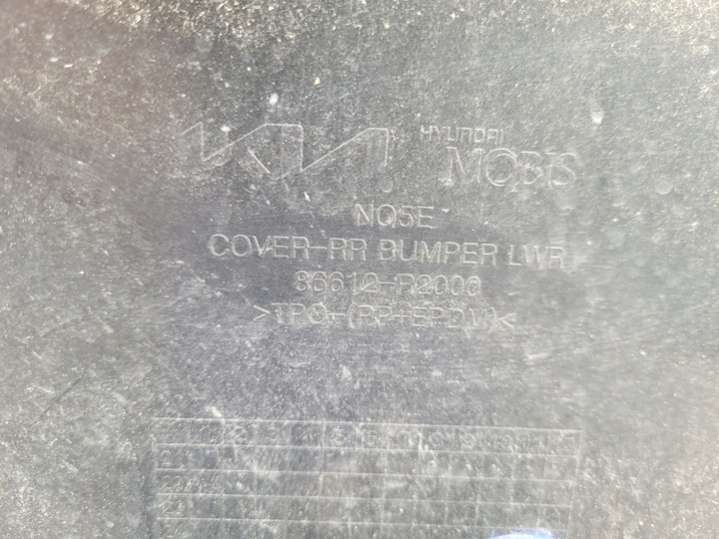 KIA HYUNDAI
MOBIS
NQ5E
COVER-RR BUMPER LWR
86612-R2000
>TPO-(PP+EPDM)<